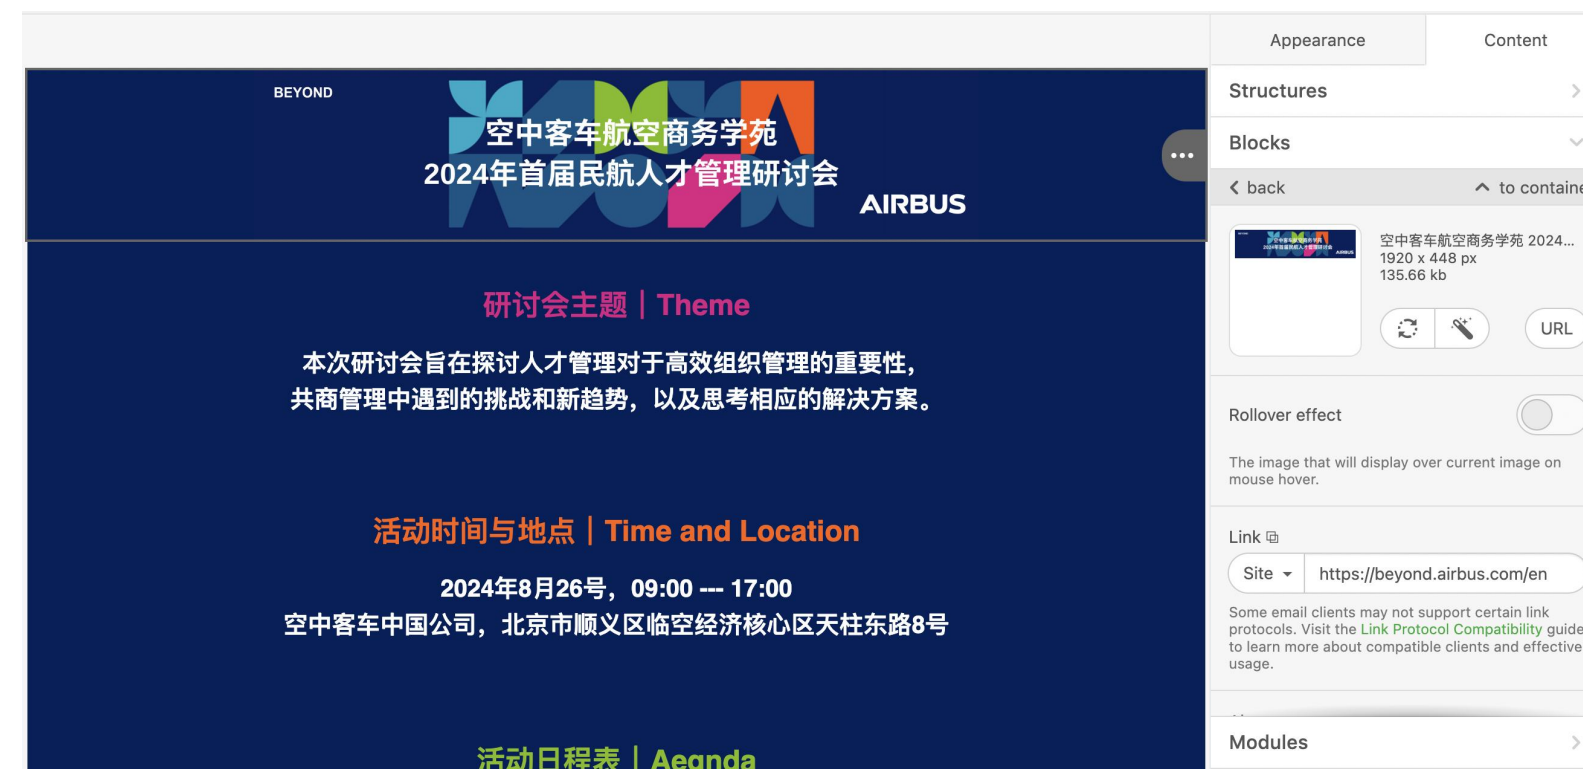 BEYOND
空中客车航空商务学苑
2024年首届民航人才管理研讨会
AIRBUS
研讨会主题｜Theme
本次研讨会旨在探讨人才管理对于高效组织管理的重要性，
共商管理中遇到的挑战和新趋势，以及思考相应的解决方案。
活动时间与地点｜Time and Location
2024年8月26号，09:00 --- 17:00
空中客车中国公司，北京市顺义区临空经济核心区天柱东路8号
活动日程表｜Aegnda
Appearance
Content
Structures
Blocks
back
to containe
空中客车航空商务学苑 2024...
1920 x 448 px
135.66 kb
URL
Rollover effect
The image that will display over current image on
mouse hover.
Link
Site
https://beyond.airbus.com/en
Some email clients may not support certain link
protocols. Visit the Link Protocol Compatibility guide
to learn more about compatible clients and effective
usage.
Modules